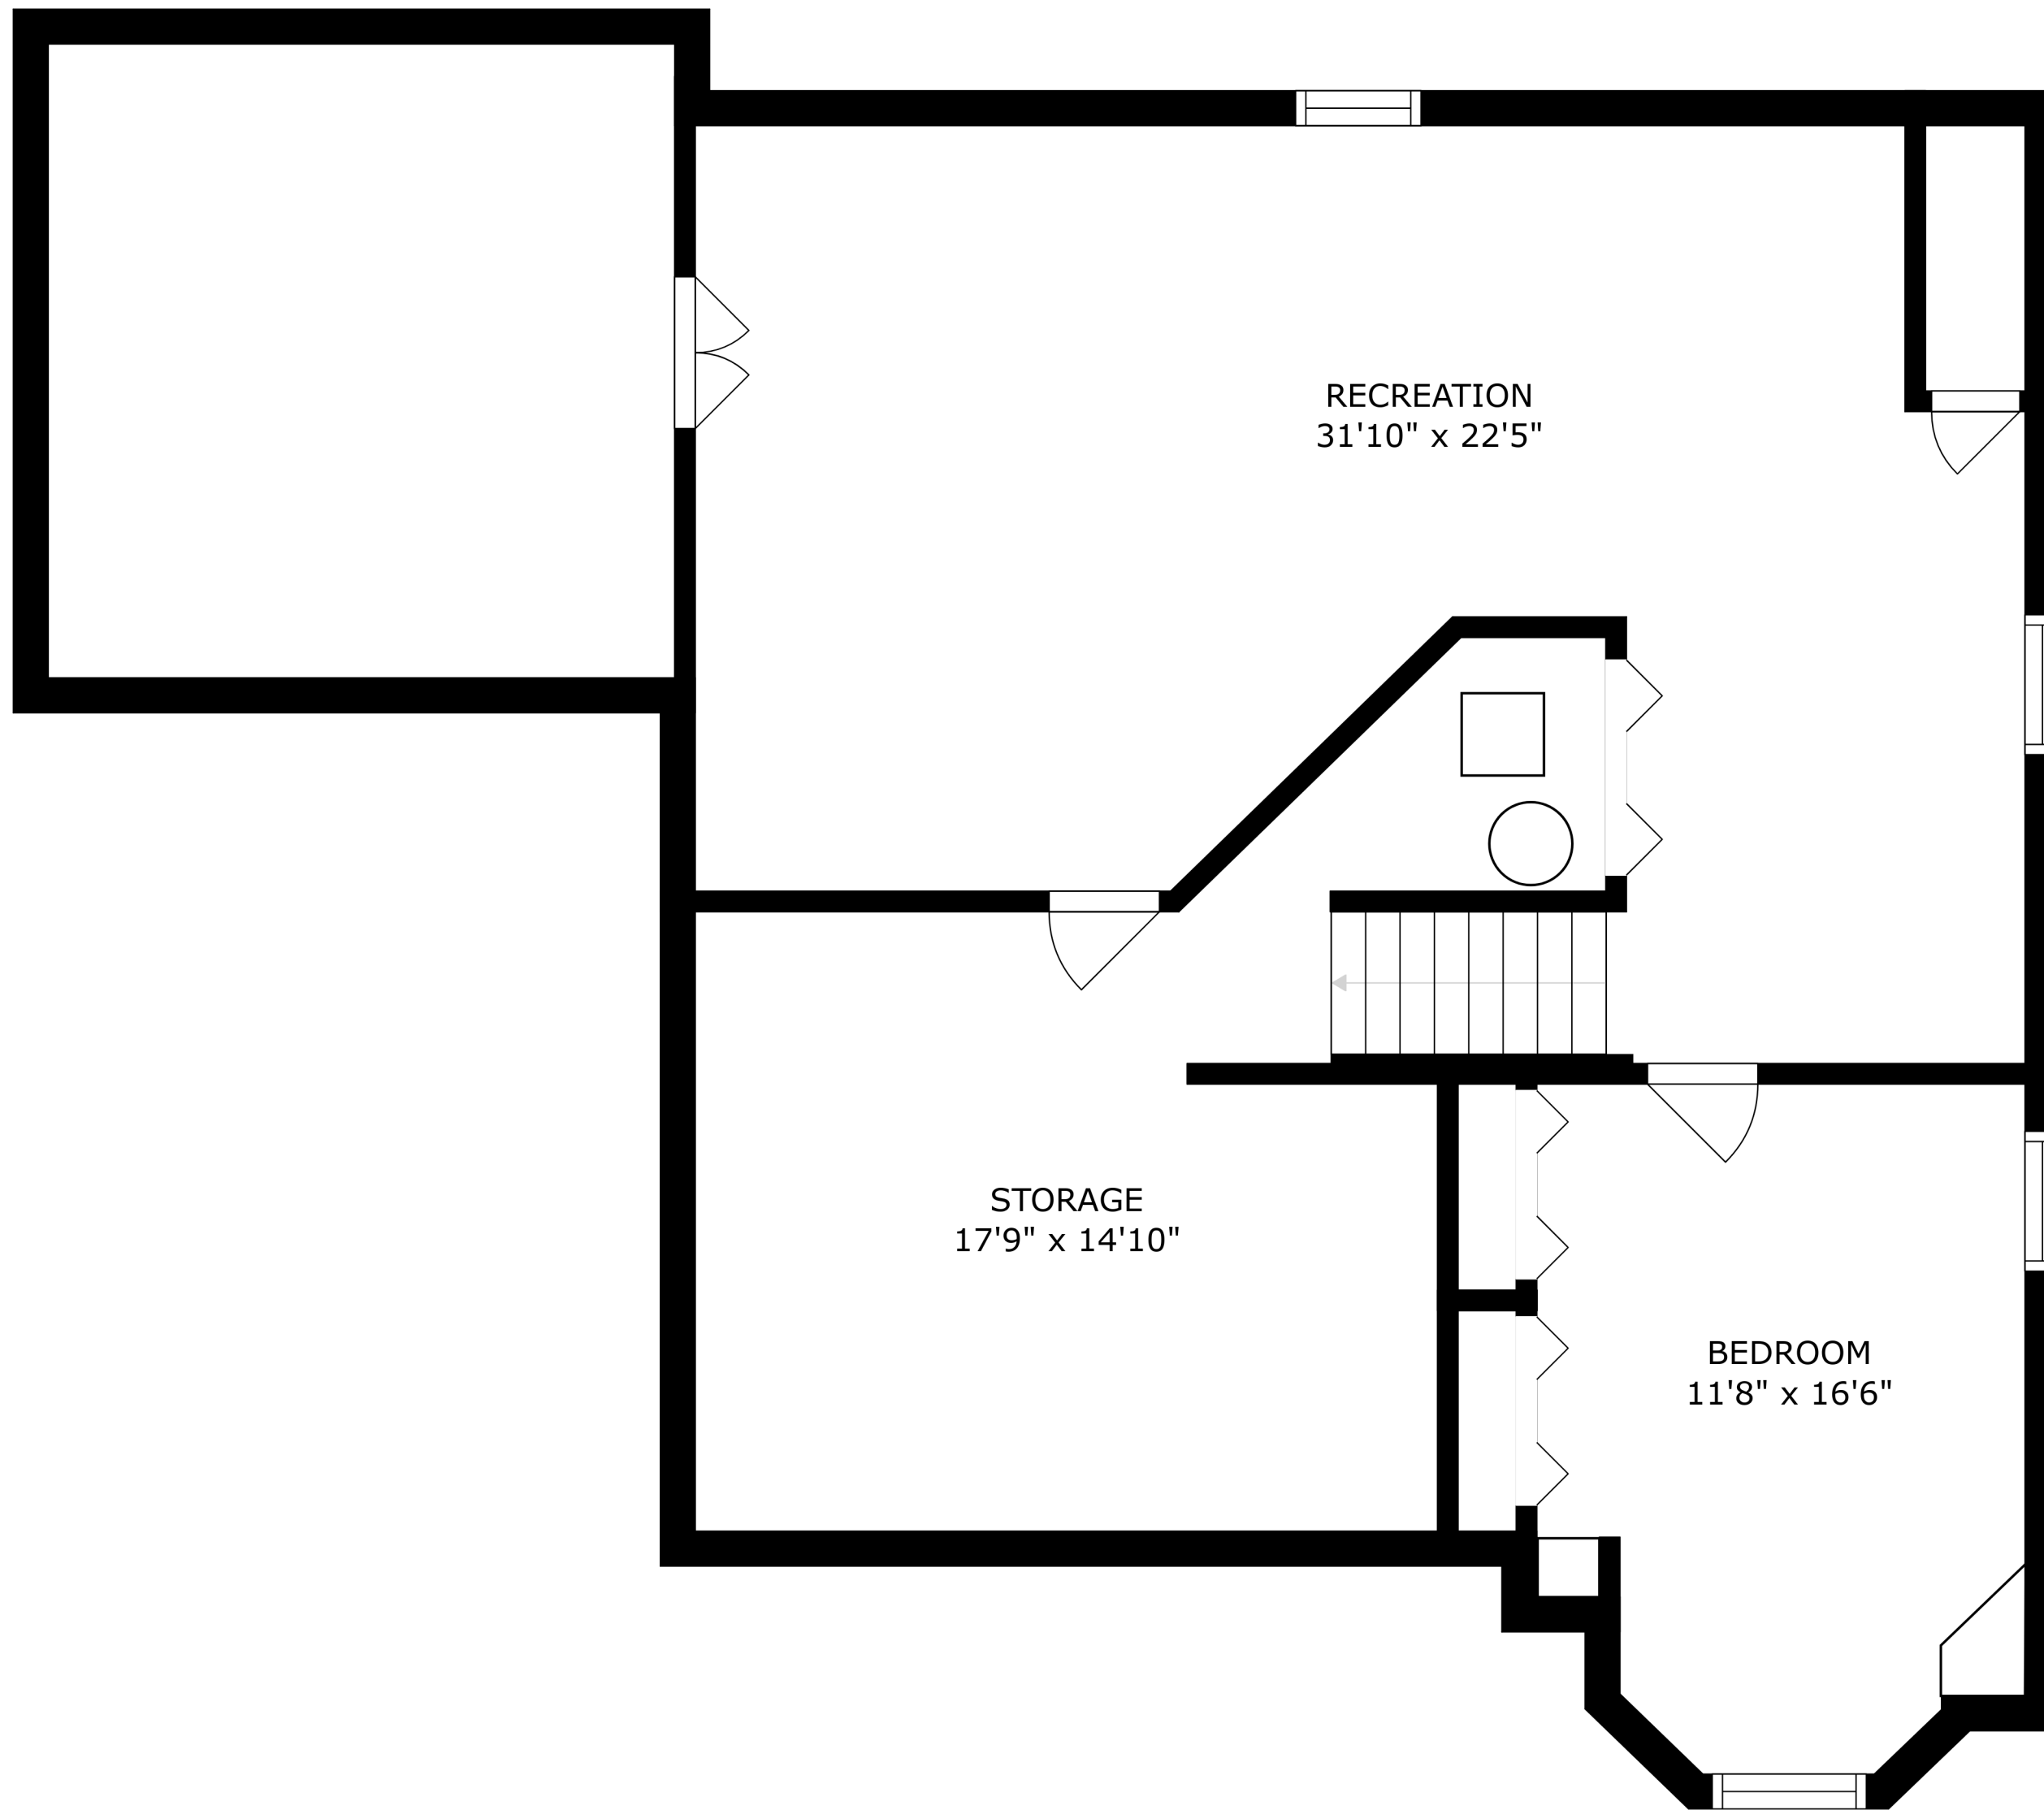 RECREATION
31'10" x 22'5"
STORAGE
17'9" x 14'10"
BEDROOM
11'8" x 16'6"